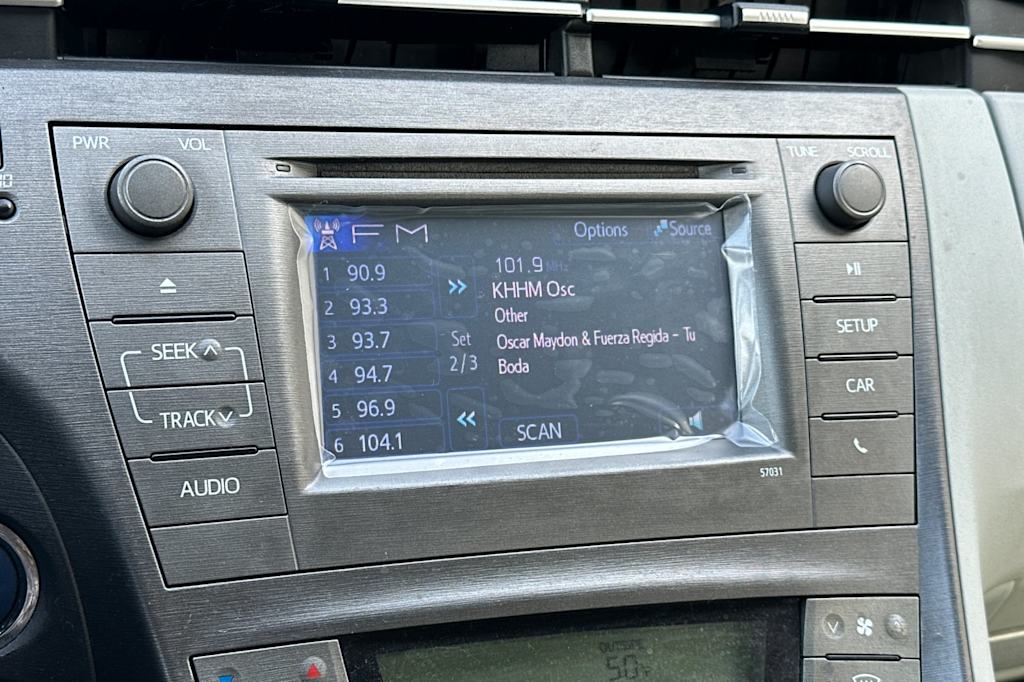 PWR VOL
TUNE SCROLL
FM Options Source
1 90.9
2 93.3
3 93.7
4 94.7
5 96.9
6 104.1
Set
2/3
101.9 MHz
KHHM Osc
Other
Oscar Maydon & Fuerza Regida - Tu
Boda
SCAN
SEEK
TRACK
AUDIO
SETUP
CAR
57031
OUTSIDE
50°F